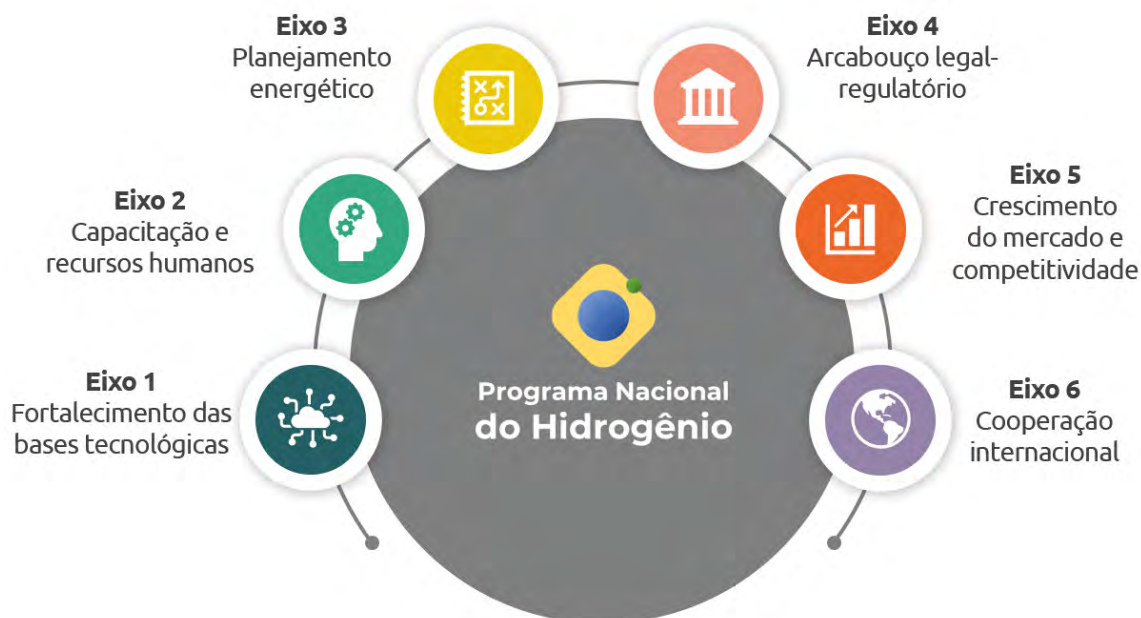 Eixo 1
Fortalecimento das
bases tecnológicas
Eixo 2
Capacitação e
recursos humanos
Eixo 3
Planejamento
energético
Eixo 4
Arcabouço legal-
regulatório
Eixo 5
Crescimento
do mercado e
competitividade
Eixo 6
Cooperação
internacional
Programa Nacional
do Hidrogênio